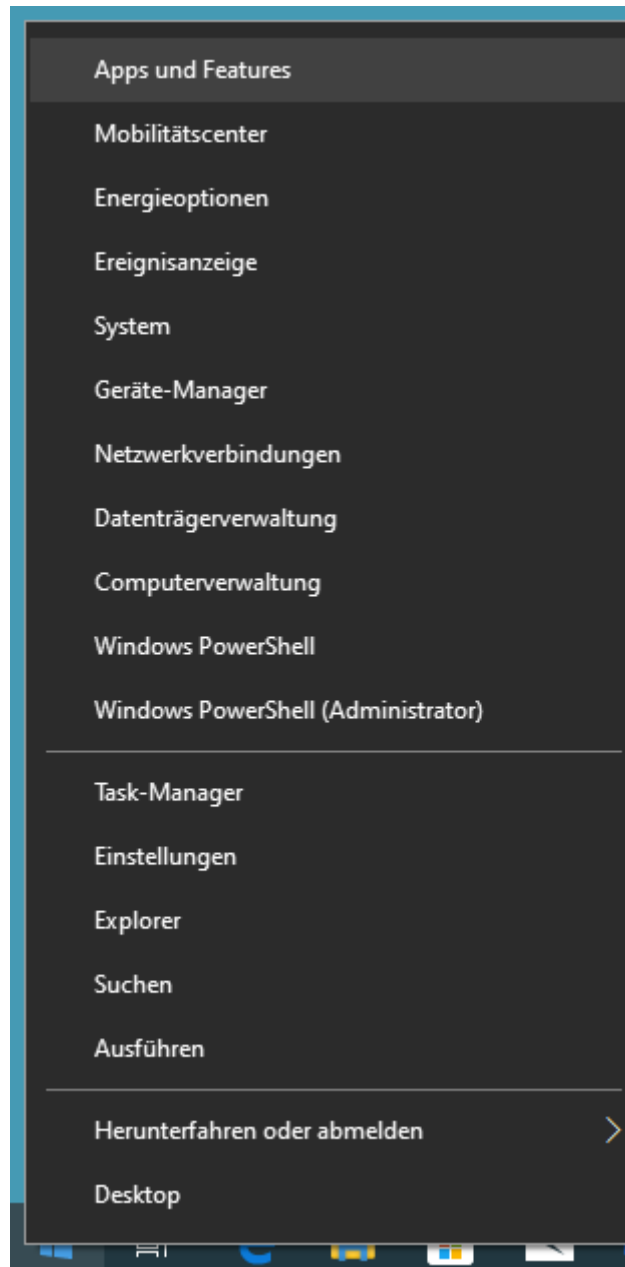 Apps und Features
Mobilitätscenter
Energieoptionen
Ereignisanzeige
System
Geräte-Manager
Netzwerkverbindungen
Datenträgerverwaltung
Computerverwaltung
Windows PowerShell
Windows PowerShell (Administrator)
Task-Manager
Einstellungen
Explorer
Suchen
Ausführen
Herunterfahren oder abmelden
Desktop